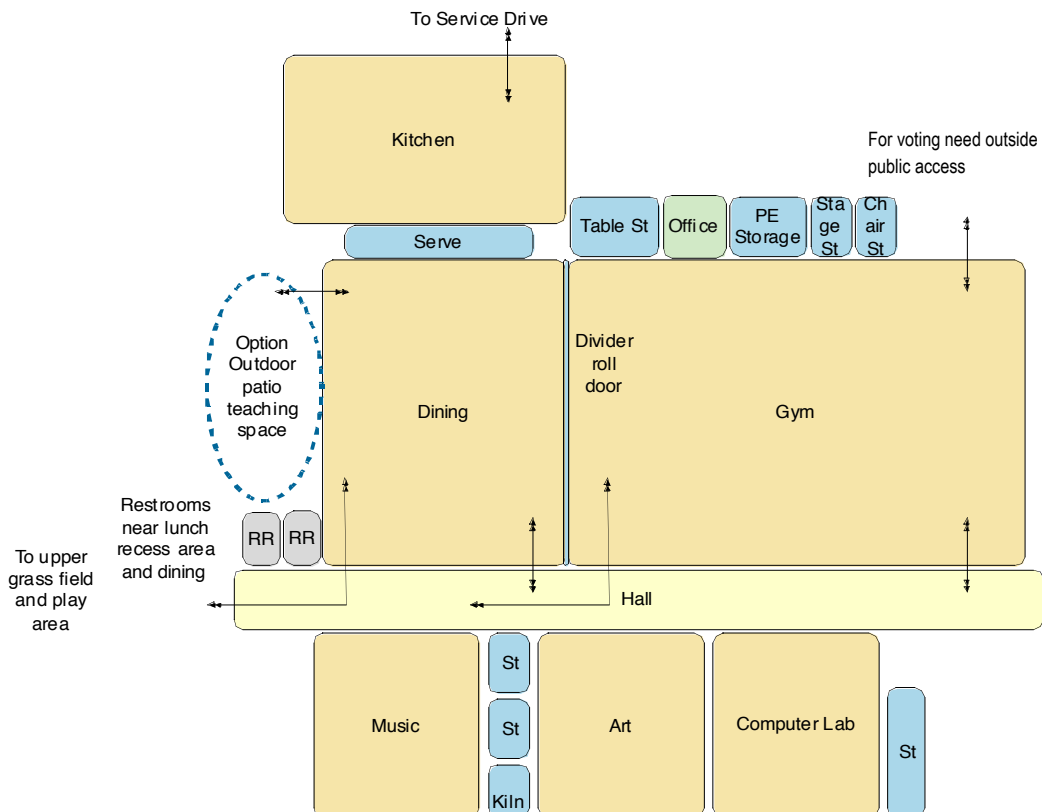 To Service Drive
Kitchen
For voting need outside
public access
Table St
Office
PE
Storage
Sta
ge
St
Ch
air
St
Serve
Option
Outdoor
patio
teaching
space
Divider
roll
door
Dining
Gym
Restrooms
near lunch
recess area
and dining
RR
RR
To upper
grass field
and play
area
Hall
Music
St
St
Kiln
Art
Computer Lab
St